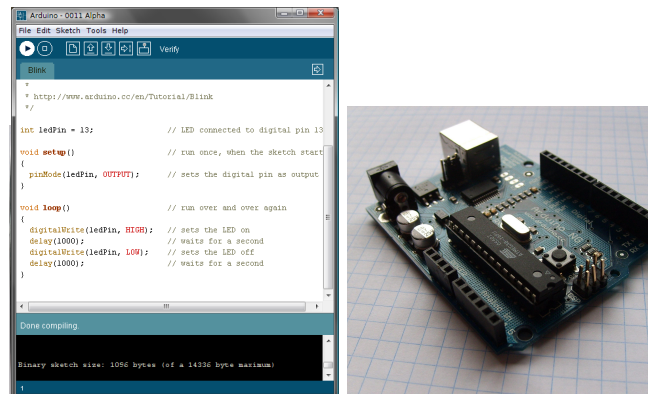 Arduino - 0011 Alpha
File Edit Sketch Tools Help
Verify
Blink
*
* http://www.arduino.cc/en/Tutorial/Blink
*/
int ledPin = 13; // LED connected to digital pin 13
void setup() // run once, when the sketch start
{
pinMode(ledPin, OUTPUT); // sets the digital pin as output
}
void loop() // run over and over again
{
digitalWrite(ledPin, HIGH); // sets the LED on
delay(1000); // waits for a second
digitalWrite(ledPin, LOW); // sets the LED off
delay(1000); // waits for a second
}
Done compiling.
Binary sketch size: 1096 bytes (of a 14336 byte maximum)
1